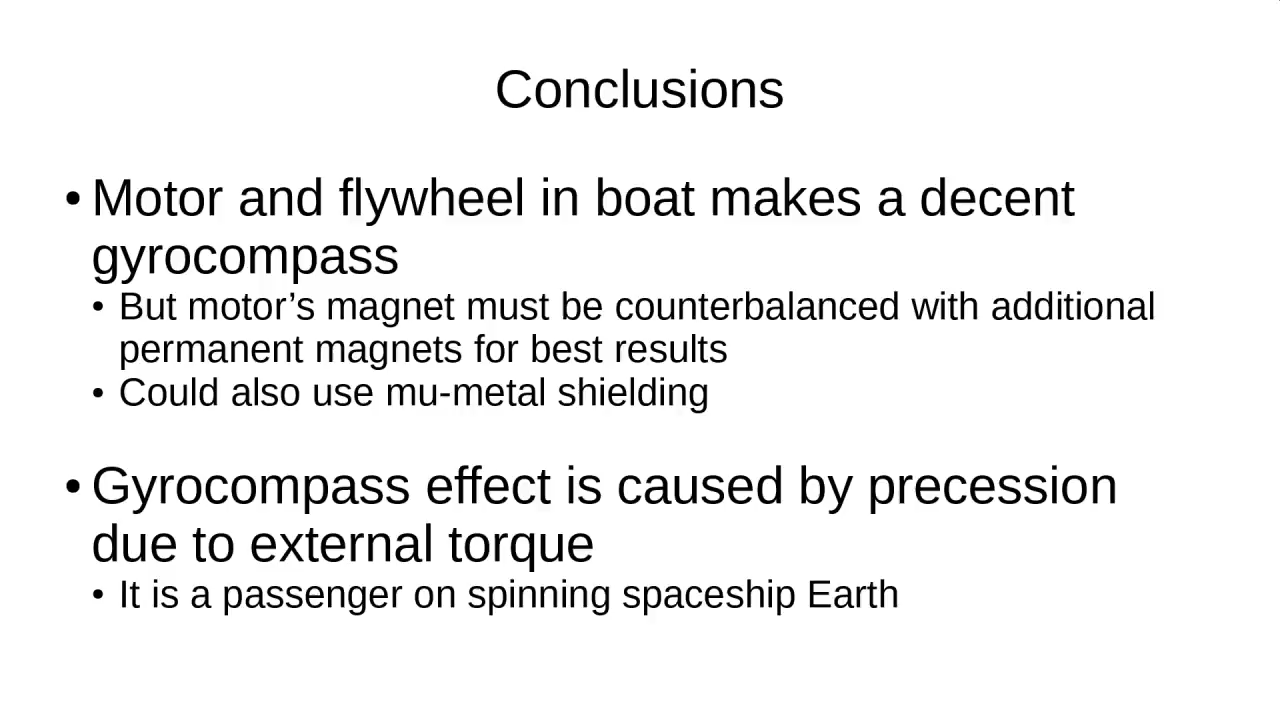 Conclusions
• Motor and flywheel in boat makes a decent
gyrocompass
• But motor’s magnet must be counterbalanced with additional
permanent magnets for best results
• Could also use mu-metal shielding
• Gyrocompass effect is caused by precession
due to external torque
• It is a passenger on spinning spaceship Earth